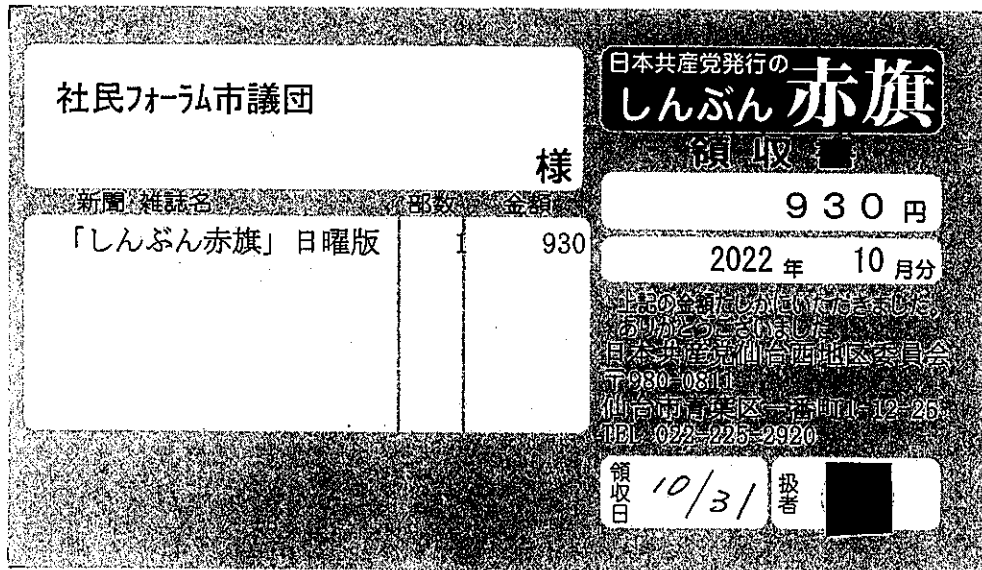 社民フォーラム市議団
様
新聞・雑誌名 部数 金額
「しんぶん赤旗」日曜版 1 930
日本共産党発行の
しんぶん赤旗
領収
930円
2022年 10月分
上記の金額たしかにいただきました。
ありがとうございました。
日本共産党仙台西地区委員会
〒980-0811
仙台市青葉区一番町1-12-25
TEL 022-225-2920
領収日 10/31 扱者